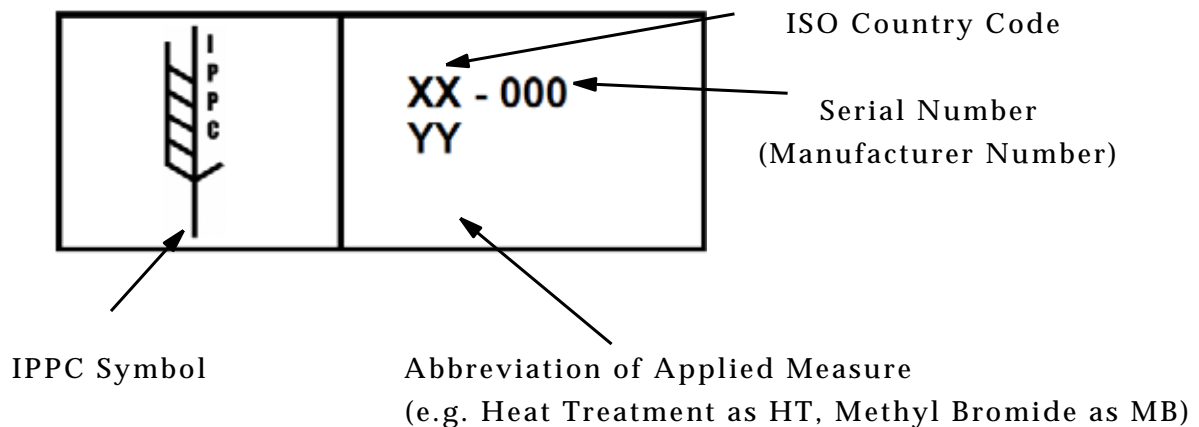 ISO Country Code
IPPC
XX - 000
YY
Serial Number
(Manufacturer Number)
IPPC Symbol
Abbreviation of Applied Measure
(e.g. Heat Treatment as HT, Methyl Bromide as MB)